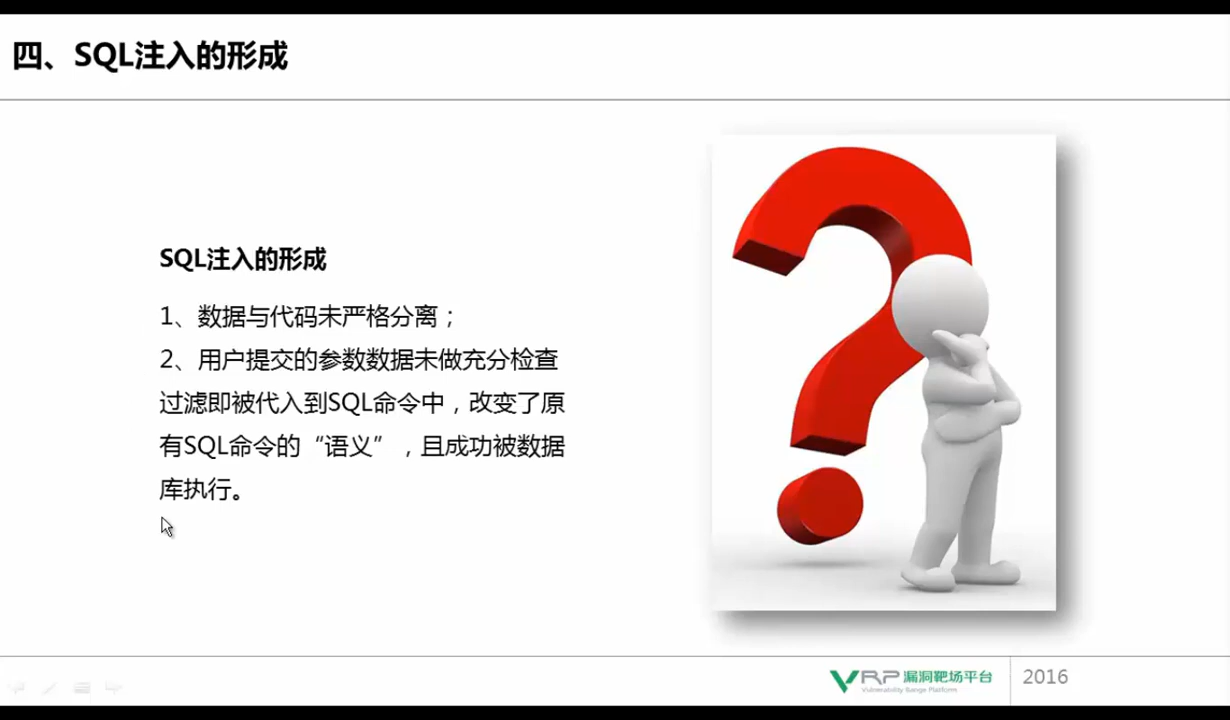 四、SQL注入的形成
SQL注入的形成
1、数据与代码未严格分离；
2、用户提交的参数数据未做充分检查
过滤即被代入到SQL命令中，改变了原
有SQL命令的“语义”，且成功被数据
库执行。
VRP 漏洞靶场平台
Vulnerability Range Platform
2016